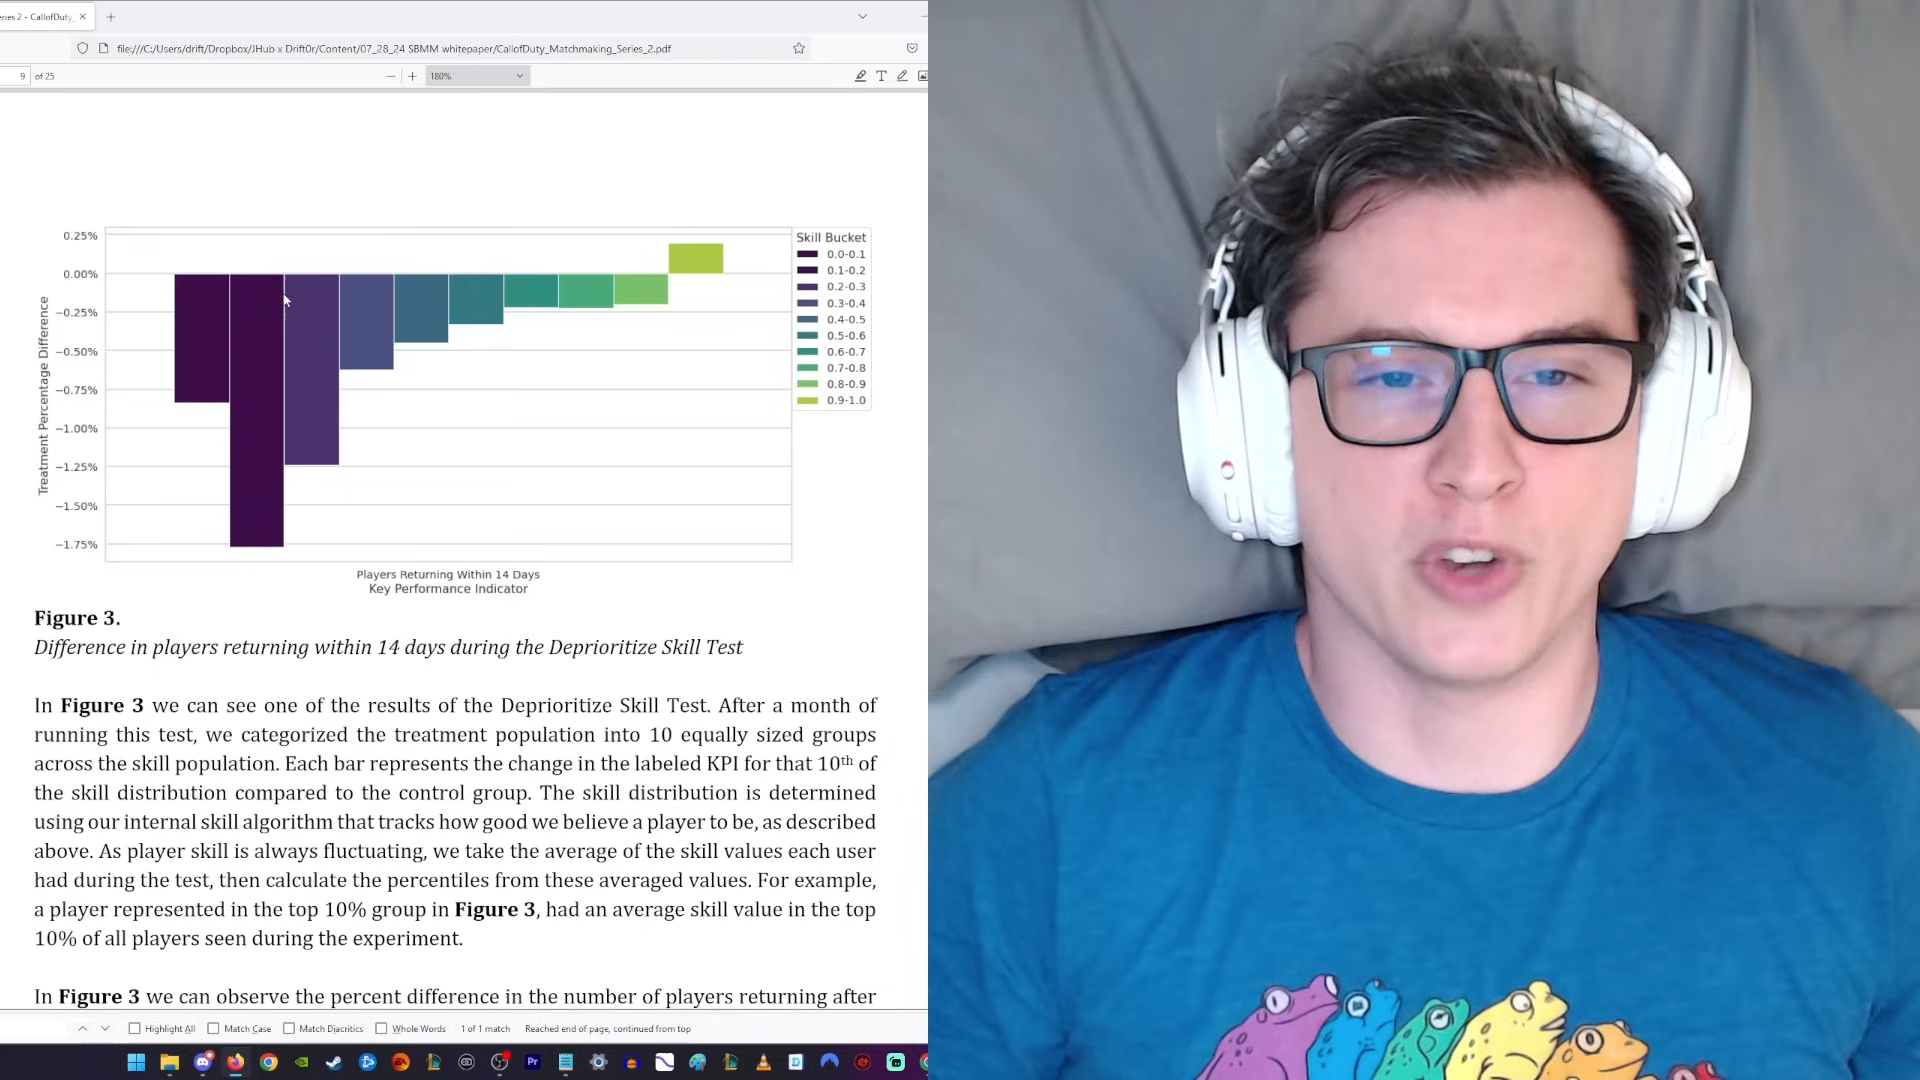 eries 2 - CallofDuty_
file:///C:/Users/drift/Dropbox/JHub x Drift0r/Content/07_28_24 SBMM whitepaper/CallofDuty_Matchmaking_Series_2.pdf
9 of 25
180%
0.25%
0.00%
−0.25%
−0.50%
−0.75%
−1.00%
−1.25%
−1.50%
−1.75%
Treatment Percentage Difference
Skill Bucket
0.0-0.1
0.1-0.2
0.2-0.3
0.3-0.4
0.4-0.5
0.5-0.6
0.6-0.7
0.7-0.8
0.8-0.9
0.9-1.0
Players Returning Within 14 Days
Key Performance Indicator
Figure 3.
Difference in players returning within 14 days during the Deprioritize Skill Test
In Figure 3 we can see one of the results of the Deprioritize Skill Test. After a month of
running this test, we categorized the treatment population into 10 equally sized groups
across the skill population. Each bar represents the change in the labeled KPI for that 10th of
the skill distribution compared to the control group. The skill distribution is determined
using our internal skill algorithm that tracks how good we believe a player to be, as described
above. As player skill is always fluctuating, we take the average of the skill values each user
had during the test, then calculate the percentiles from these averaged values. For example,
a player represented in the top 10% group in Figure 3, had an average skill value in the top
10% of all players seen during the experiment.
In Figure 3 we can observe the percent difference in the number of players returning after
Highlight All Match Case Match Diacritics Whole Words 1 of 1 match Reached end of page, continued from top
Pr
D